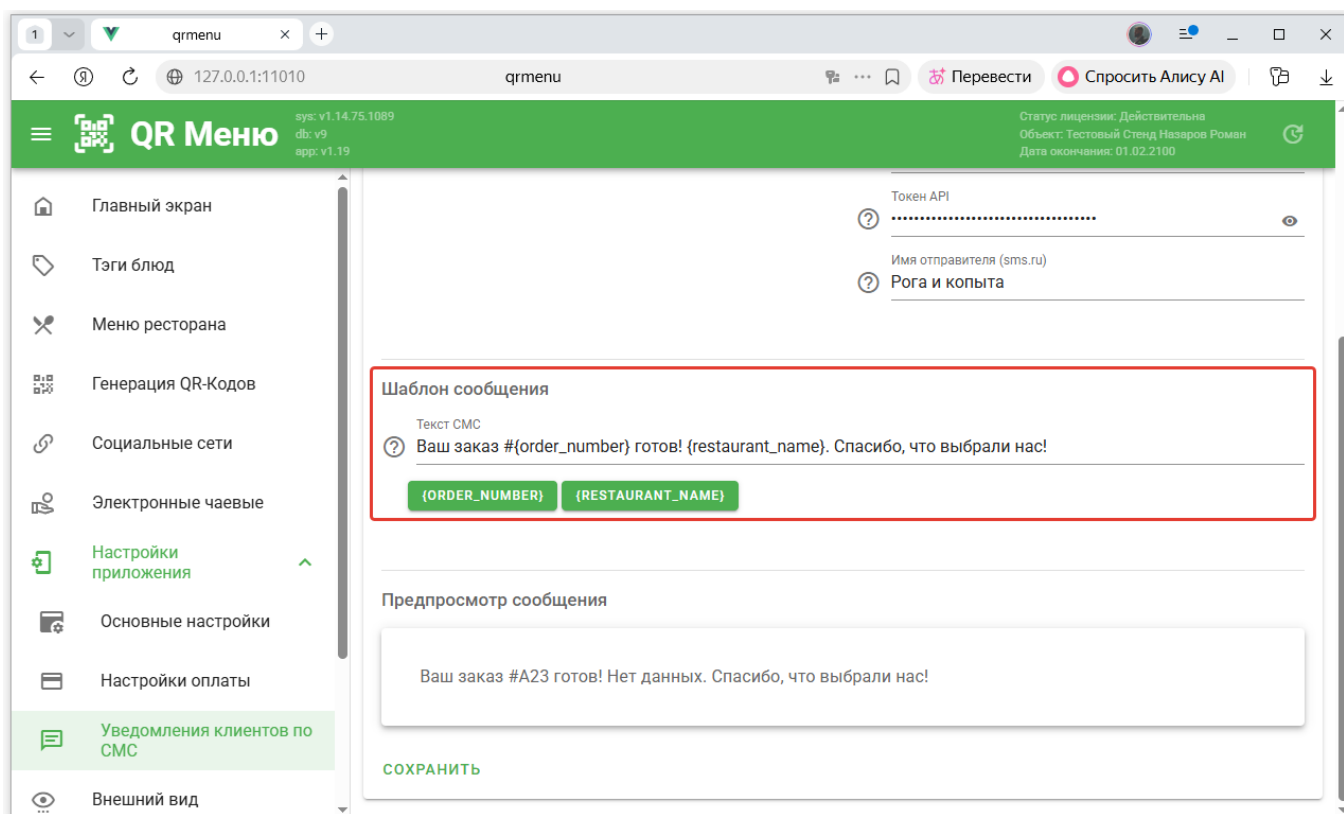 1
qrmenu
127.0.0.1:11010
qrmenu
Перевести
Спросить Алису AI
QR Меню
sys: v1.14.75.1089
db: v9
app: v1.19
Статус лицензии: Действительна
Объект: Тестовый Стенд Назаров Роман
Дата окончания: 01.02.2100
Главный экран
Тэги блюд
Меню ресторана
Генерация QR-Кодов
Социальные сети
Электронные чаевые
Настройки
приложения
Основные настройки
Настройки оплаты
Уведомления клиентов по
СМС
Внешний вид
Токен API
•••••••••••••••••••••••••••••••••••••
Имя отправителя (sms.ru)
Рога и копыта
Шаблон сообщения
Текст СМС
Ваш заказ #{order_number} готов! {restaurant_name}. Спасибо, что выбрали нас!
{ORDER_NUMBER}
{RESTAURANT_NAME}
Предпросмотр сообщения
Ваш заказ #A23 готов! Нет данных. Спасибо, что выбрали нас!
СОХРАНИТЬ